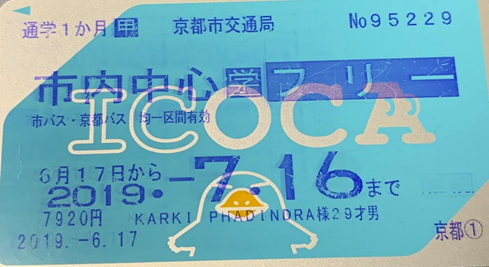 通学1か月 甲 京都市交通局 №95229
市内中心 学 フリー
ICOCA
市バス・京都バス 均一区間有効
6月17日から
2019.-7.16まで
7920円 KARKI PHADINDRA様29才男
2019.-6.17 京都①